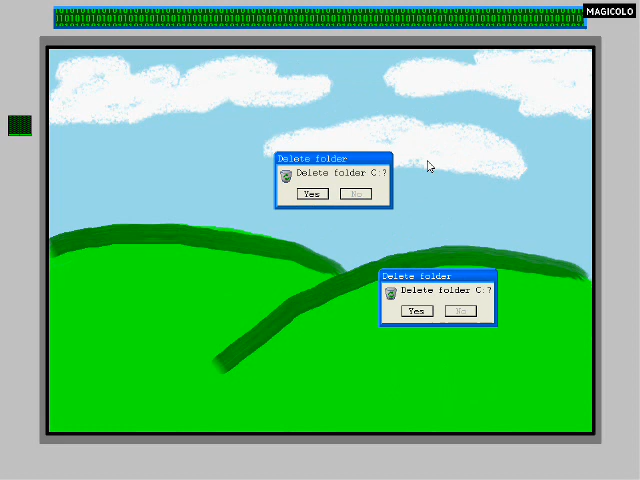 MAGICOLO
Delete folder
Delete folder C:?
Yes No
Delete folder
Delete folder C:?
Yes No